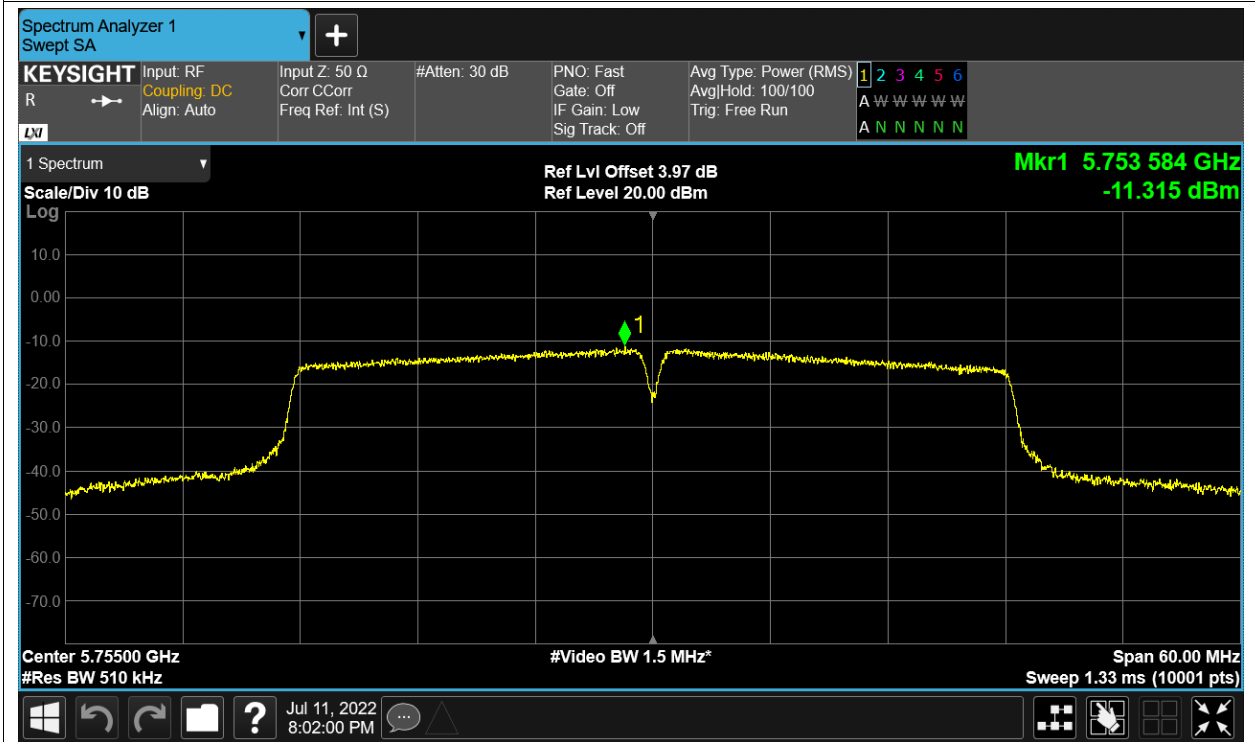 Spectrum Analyzer 1
Swept SA
KEYSIGHT
R
LXI
Input: RF
Coupling: DC
Align: Auto
Input Z: 50 Ω
Corr CCorr
Freq Ref: Int (S)
#Atten: 30 dB
PNO: Fast
Gate: Off
IF Gain: Low
Sig Track: Off
Avg Type: Power (RMS)
Avg|Hold: 100/100
Trig: Free Run
1 2 3 4 5 6
A W W W W W
A N N N N N
1 Spectrum
Scale/Div 10 dB
Log
Ref Lvl Offset 3.97 dB
Ref Level 20.00 dBm
Mkr1 5.753 584 GHz
-11.315 dBm
10.0
0.00
-10.0
-20.0
-30.0
-40.0
-50.0
-60.0
-70.0
1
Center 5.75500 GHz
#Res BW 510 kHz
#Video BW 1.5 MHz*
Span 60.00 MHz
Sweep 1.33 ms (10001 pts)
?
Jul 11, 2022
8:02:00 PM